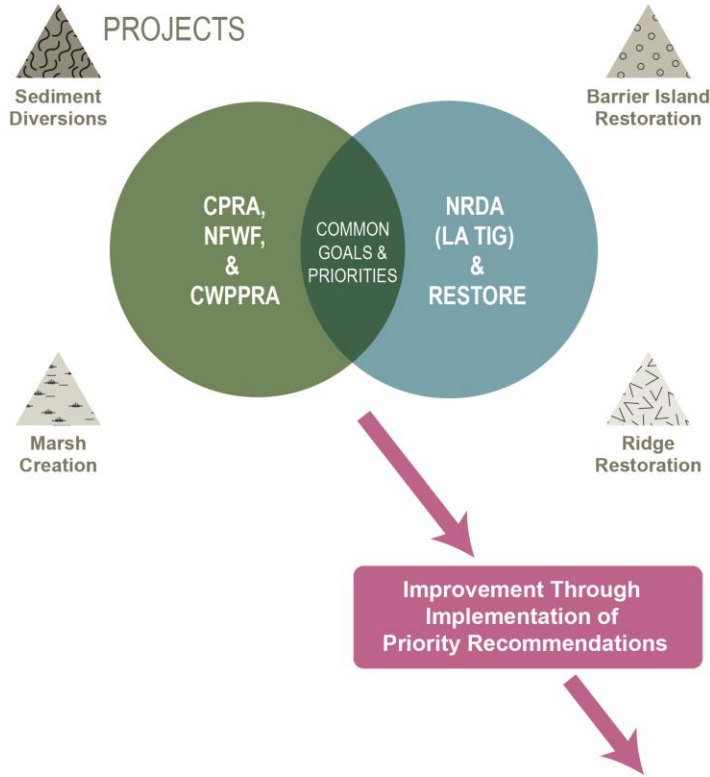 PROJECTS
Sediment
Diversions
Barrier Island
Restoration
CPRA,
NFWF,
&
CWPPRA
COMMON
GOALS &
PRIORITIES
NRDA
(LA TIG)
&
RESTORE
Marsh
Creation
Ridge
Restoration
Improvement Through
Implementation of
Priority Recommendations